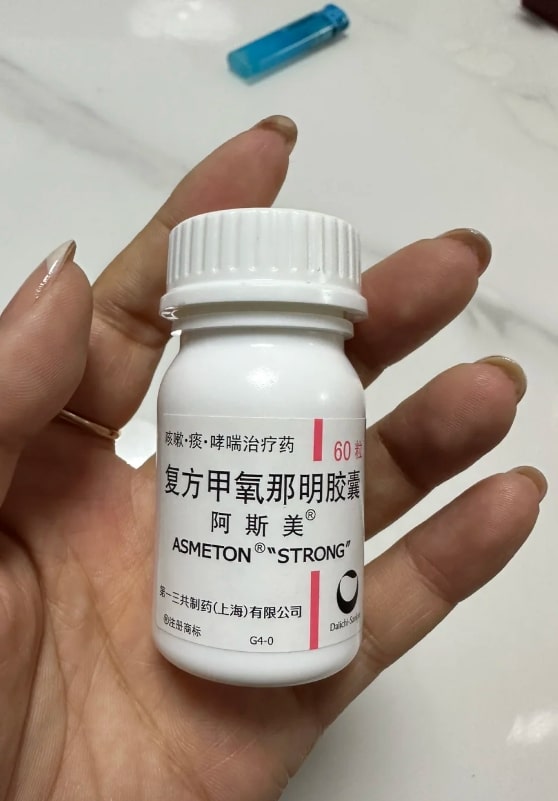 咳嗽·痰·哮喘治疗药
60粒
复方甲氧那明胶囊
阿斯美®
ASMETON®"STRONG"
第一三共制药(上海)有限公司
Daiichi-Sankyo
®注册商标
G4-0